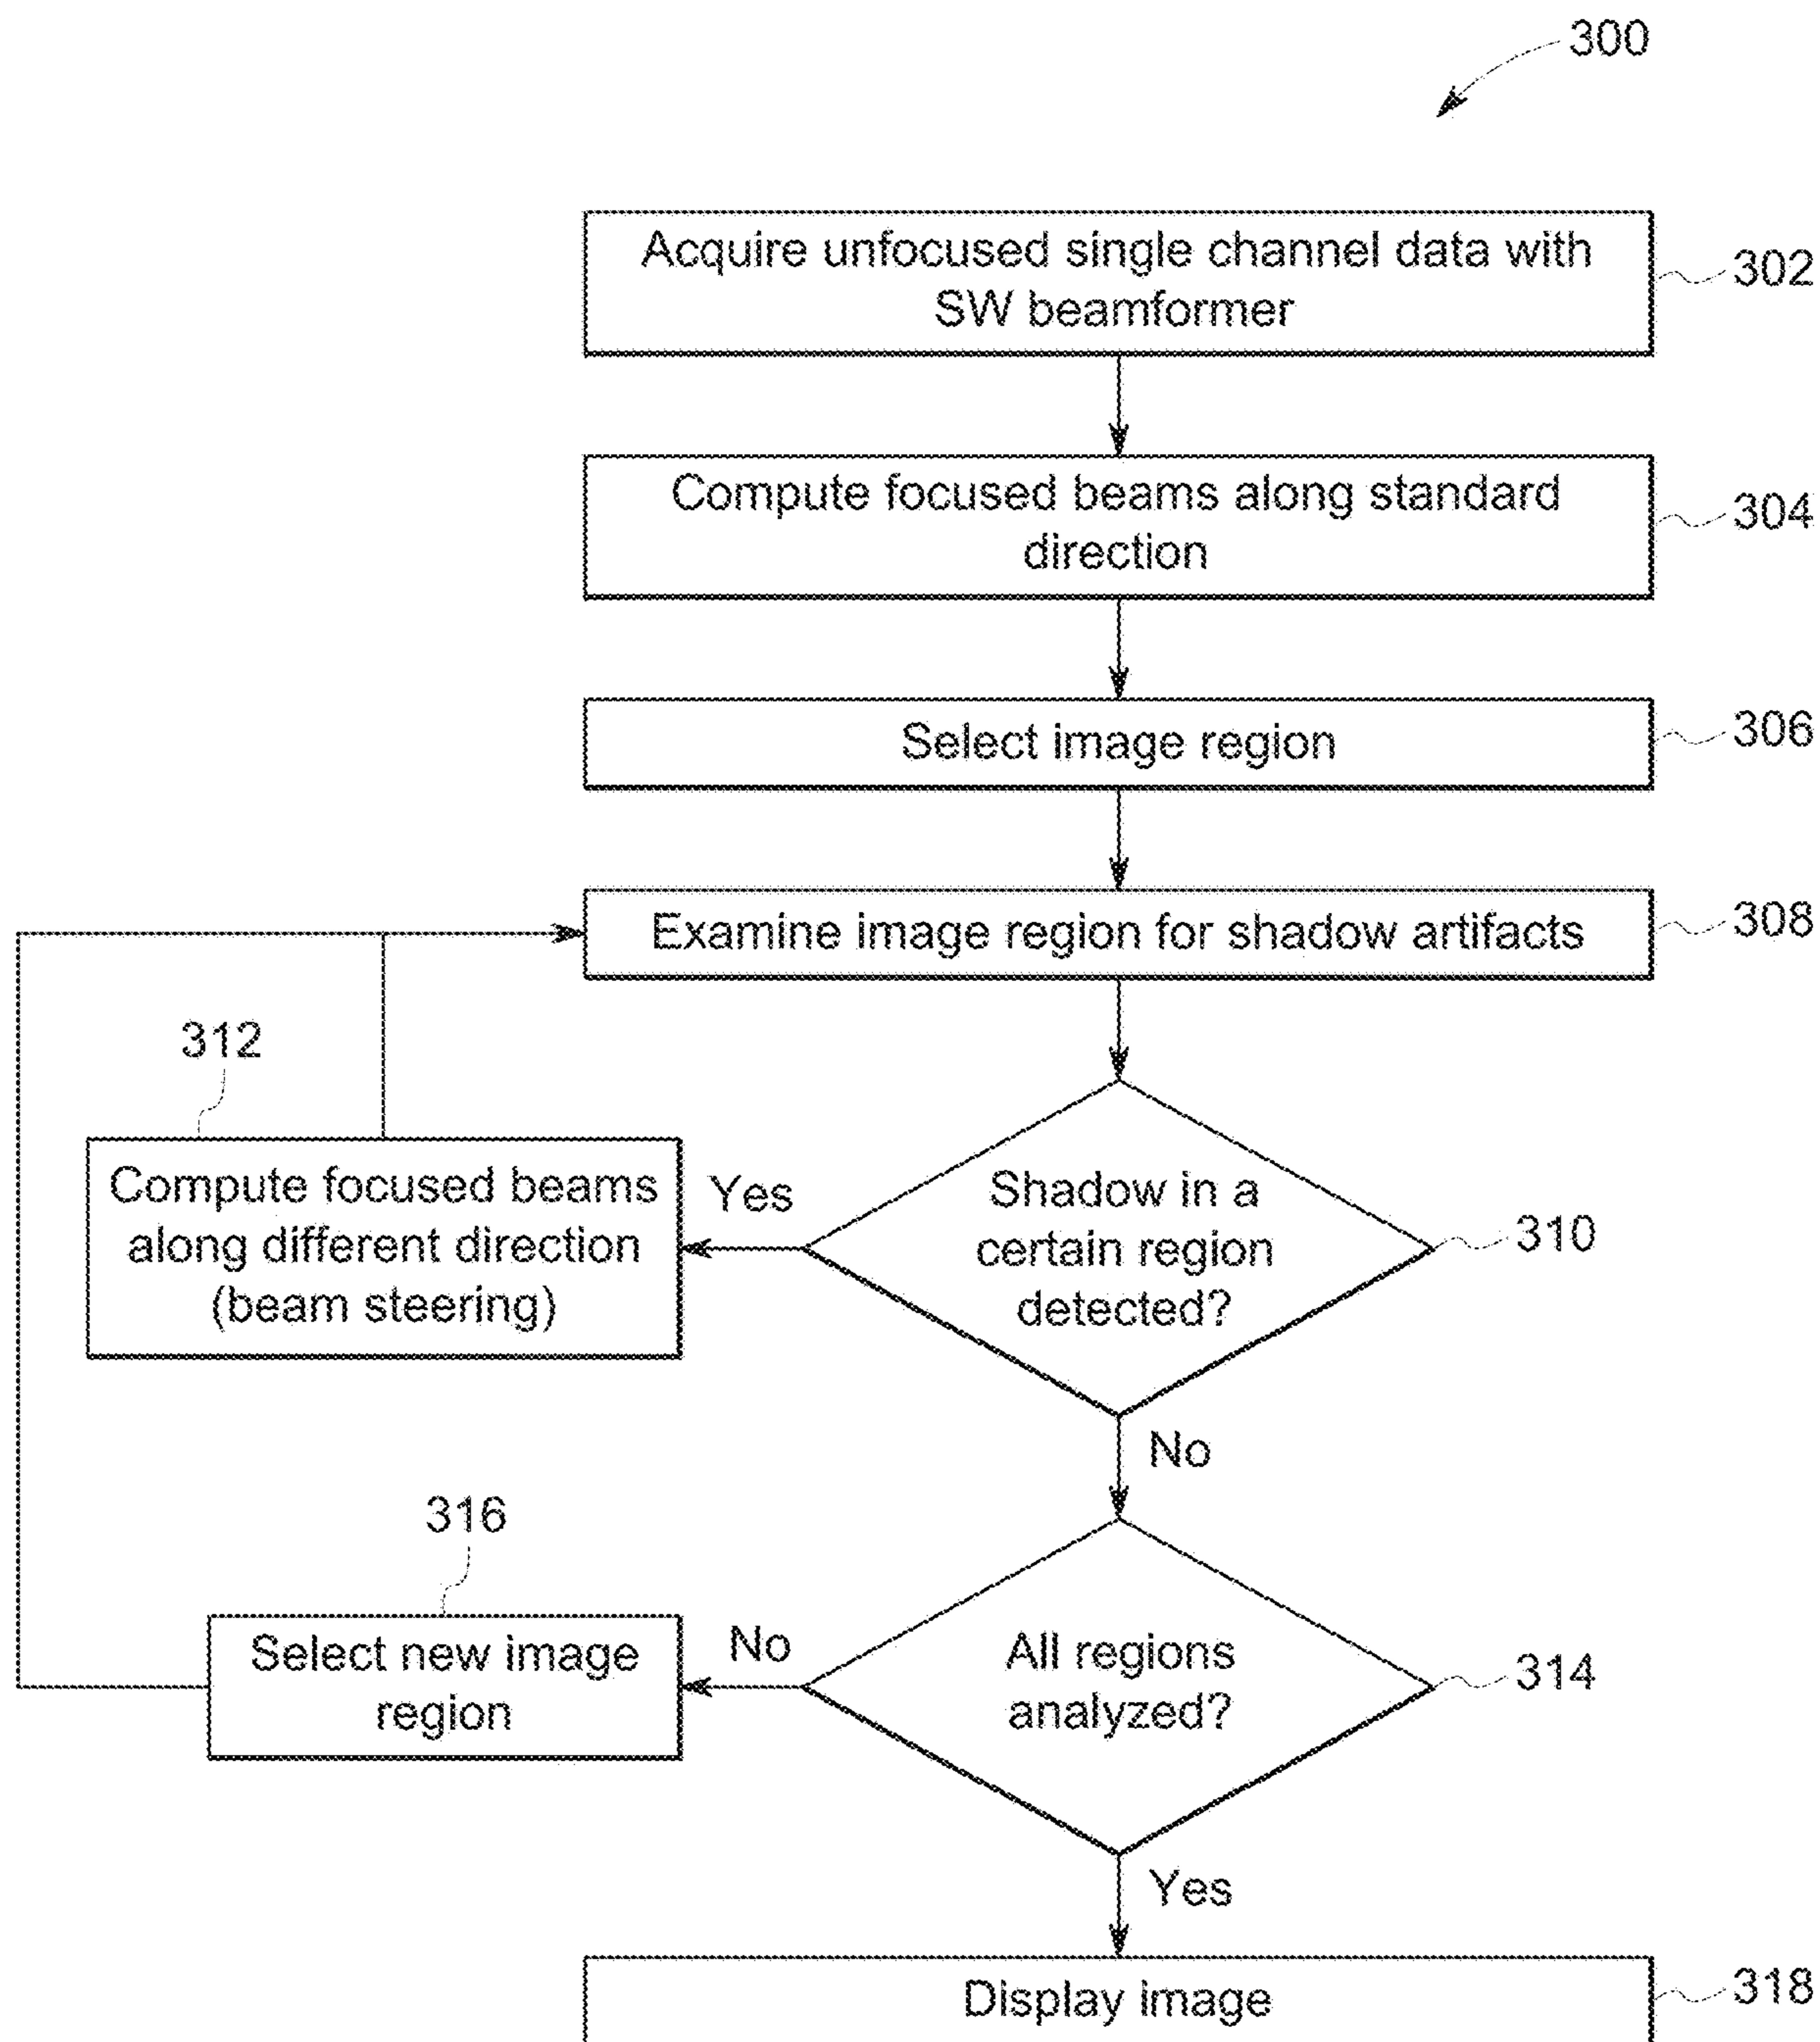 300
Acquire unfocused single channel data with
SW beamformer
302
Compute focused beams along standard
direction
304
Select image region
306
Examine image region for shadow artifacts
308
312
Compute focused beams
along different direction
(beam steering)
Yes
Shadow in a
certain region
detected?
310
No
316
Select new image
region
No
All regions
analyzed?
314
Yes
Display image
318